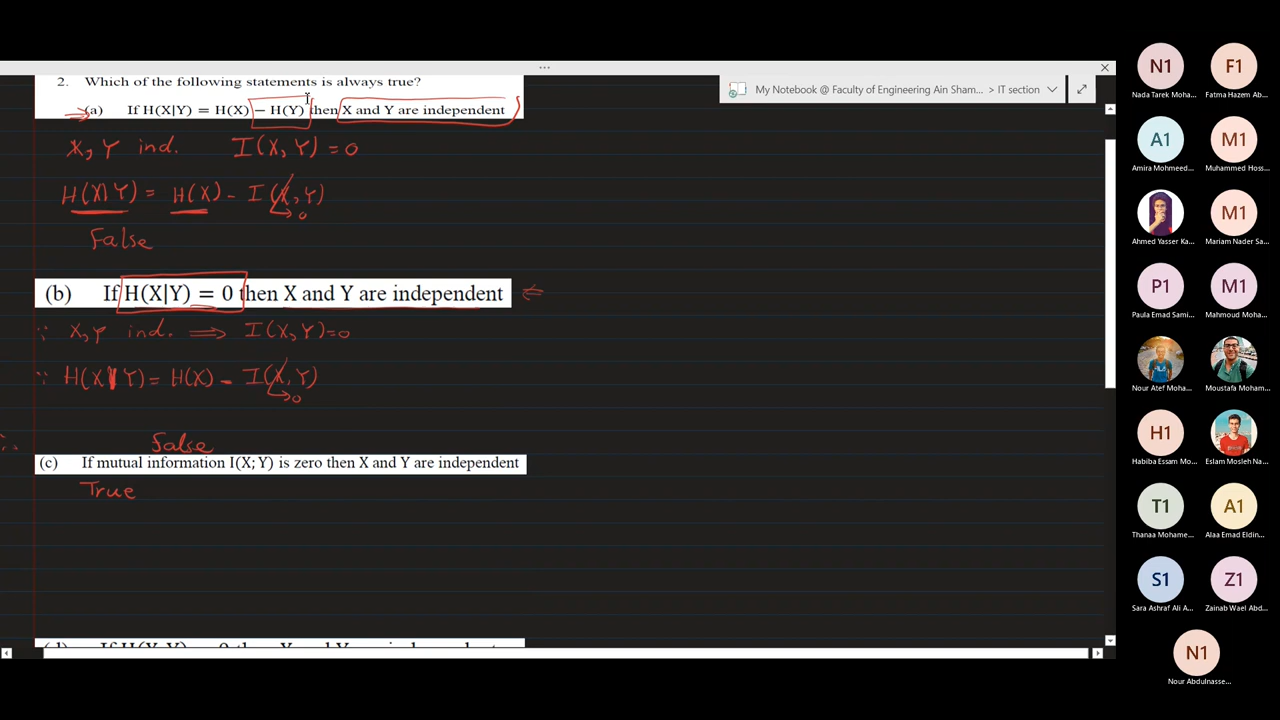 2. Which of the following statements is always true?
(a) If H(X|Y) = H(X) − H(Y) then X and Y are independent
X, Y ind. I(X, Y) = 0
H(X|Y) = H(X) - I(X, Y)
→ 0
False
(b) If H(X|Y) = 0 then X and Y are independent ⇐
∵ X, Y ind. ⟹ I(X, Y)=0
∵ H(X|Y) = H(X) - I(X, Y)
→ 0
∴ False
(c) If mutual information I(X; Y) is zero then X and Y are independent
True
My Notebook @ Faculty of Engineering Ain Sham... > IT section
N1
Nada Tarek Moha...
F1
Fatma Hazem Ab...
A1
Amira Mohmeed...
M1
Muhammed Hoss...
Ahmed Yasser Ka...
M1
Mariam Nader Sa...
P1
Paula Emad Sami...
M1
Mahmoud Moha...
Nour Atef Moha...
Moustafa Moham...
H1
Habiba Essam Mo...
Eslam Mosleh Na...
T1
Thanaa Mohame...
A1
Alaa Emad Eldin...
S1
Sara Ashraf Ali A...
Z1
Zainab Wael Abd...
N1
Nour Abdulnasse...